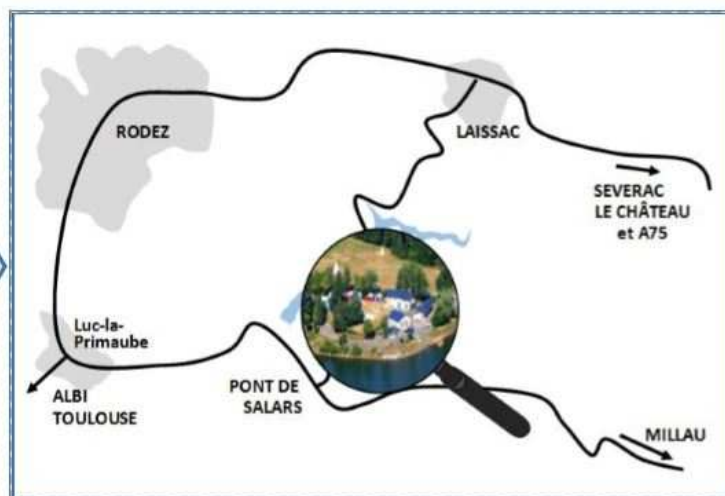 RODEZ
LAISSAC
SEVERAC
LE CHÂTEAU
et A75
Luc-la-
Primaube
ALBI
TOULOUSE
PONT DE
SALARS
MILLAU